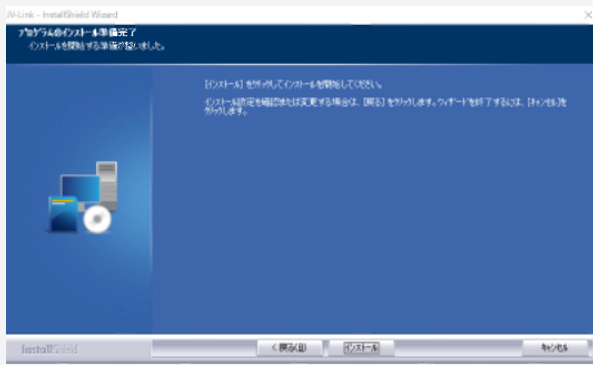 JV-Link - InstallShield Wizard
プログラムのインストール準備完了
インストールを開始する準備が整いました。
[インストール] をクリックしてインストールを開始してください。
インストール設定を確認または変更する場合は、[戻る] をクリックします。ウィザードを終了するには、[キャンセル] を
クリックします。
InstallShield
< 戻る(B)
インストール
キャンセル